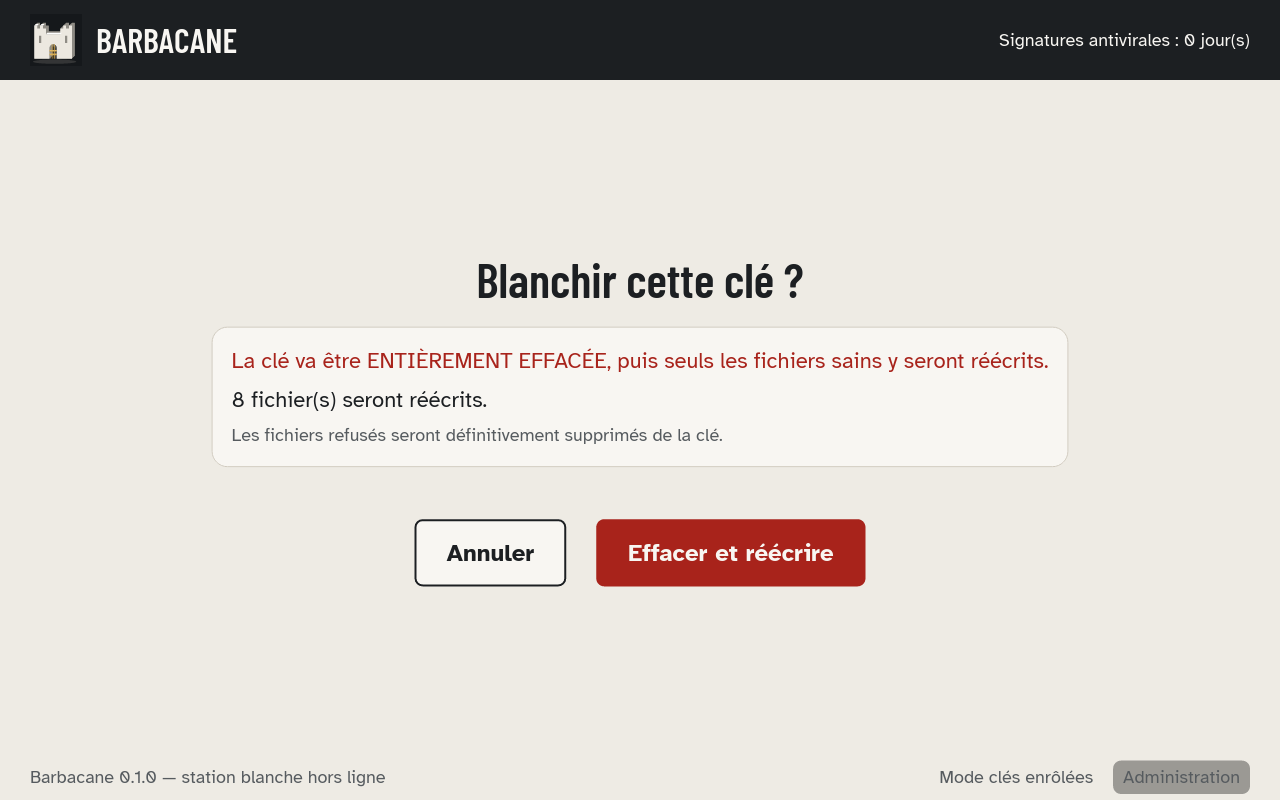 BARBACANE
Signatures antivirales : 0 jour(s)
Blanchir cette clé ?
La clé va être ENTIÈREMENT EFFACÉE, puis seuls les fichiers sains y seront réécrits.
8 fichier(s) seront réécrits.
Les fichiers refusés seront définitivement supprimés de la clé.
Annuler
Effacer et réécrire
Barbacane 0.1.0 — station blanche hors ligne
Mode clés enrôlées
Administration